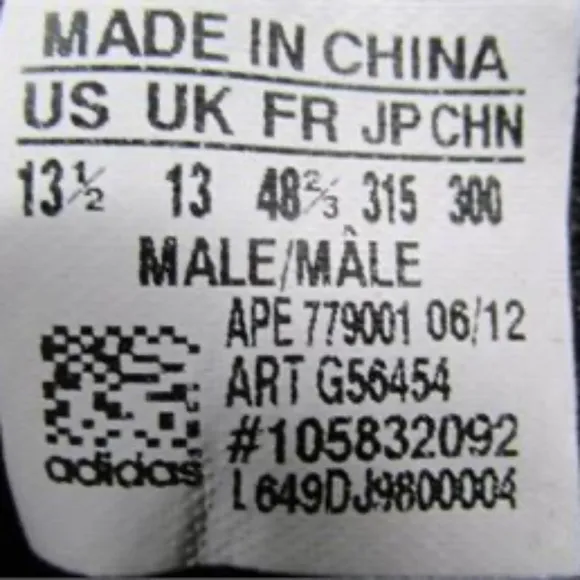 MADE IN CHINA
US UK FR JP CHN
13½ 13 48⅔ 315 300
MALE/MÂLE
APE 779001 06/12
ART G56454
#105832092
adidas
L649DJ9800004